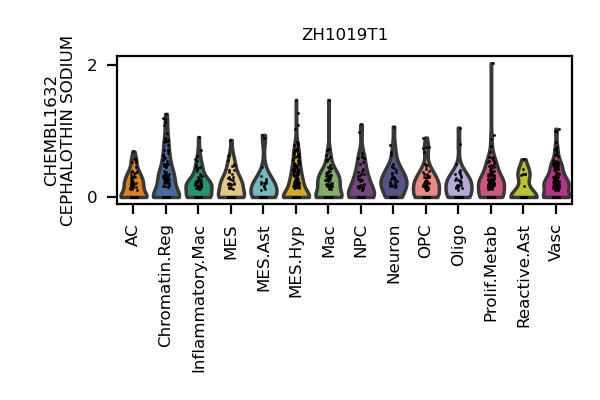 ZH1019T1
CHEMBL1632
CEPHALOTHIN SODIUM
2
0
AC
Chromatin.Reg
Inflammatory.Mac
MES
MES.Ast
MES.Hyp
Mac
NPC
Neuron
OPC
Oligo
Prolif.Metab
Reactive.Ast
Vasc